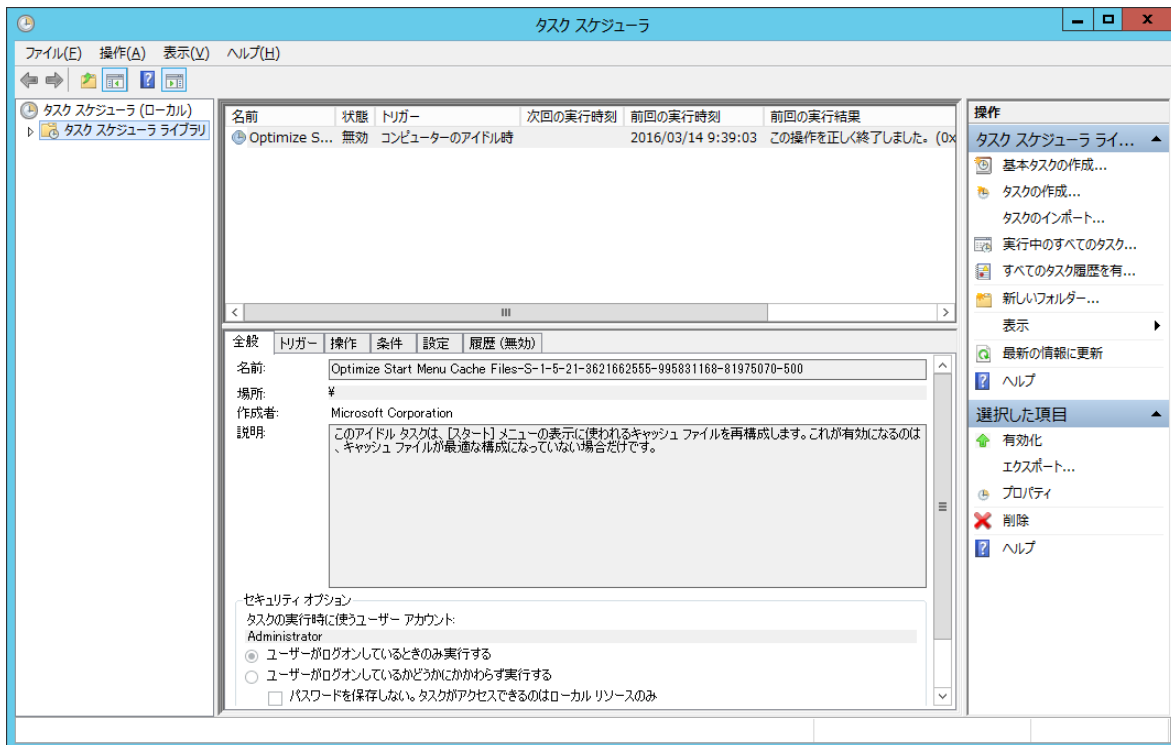 タスク スケジューラ
ファイル(F) 操作(A) 表示(V) ヘルプ(H)
タスク スケジューラ (ローカル)
タスク スケジューラ ライブラリ
名前 状態 トリガー 次回の実行時刻 前回の実行時刻 前回の実行結果
Optimize S... 無効 コンピューターのアイドル時 2016/03/14 9:39:03 この操作を正しく終了しました。(0x
全般 トリガー 操作 条件 設定 履歴 (無効)
名前: Optimize Start Menu Cache Files-S-1-5-21-3621662555-995831168-81975070-500
場所: ¥
作成者: Microsoft Corporation
説明: このアイドル タスクは、[スタート] メニューの表示に使われるキャッシュ ファイルを再構成します。これが有効になるのは
、キャッシュ ファイルが最適な構成になっていない場合だけです。
セキュリティ オプション
タスクの実行時に使うユーザー アカウント:
Administrator
ユーザーがログオンしているときのみ実行する
ユーザーがログオンしているかどうかにかかわらず実行する
パスワードを保存しない。タスクがアクセスできるのはローカル リソースのみ
操作
タスク スケジューラ ライ...
基本タスクの作成...
タスクの作成...
タスクのインポート...
実行中のすべてのタスク...
すべてのタスク履歴を有...
新しいフォルダー...
表示
最新の情報に更新
ヘルプ
選択した項目
有効化
エクスポート...
プロパティ
削除
ヘルプ